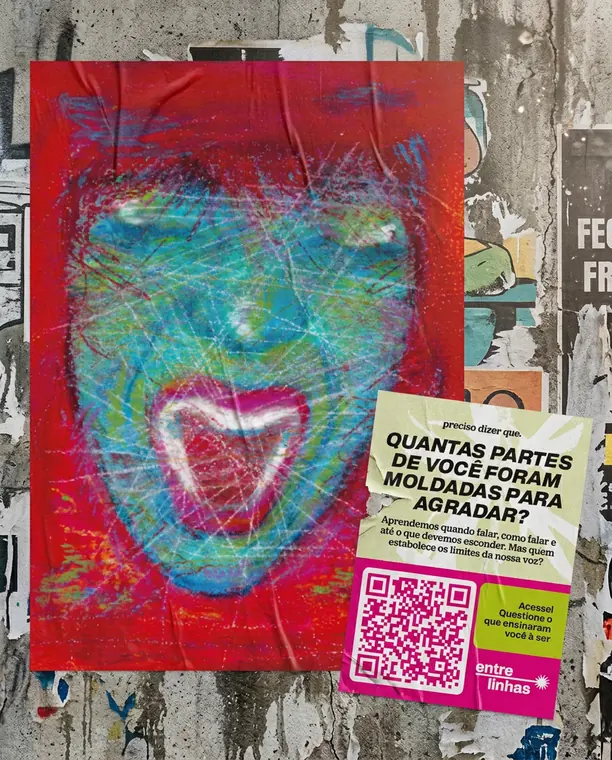 FEC
FR
preciso dizer que.
QUANTAS PARTES
DE VOCÊ FORAM
MOLDADAS PARA
AGRADAR?
Aprendemos quando falar, como falar e
até o que devemos esconder. Mas quem
estabelece os limites da nossa voz?
Acesse!
Questione o
que ensinaram
você à ser
entre
linhas